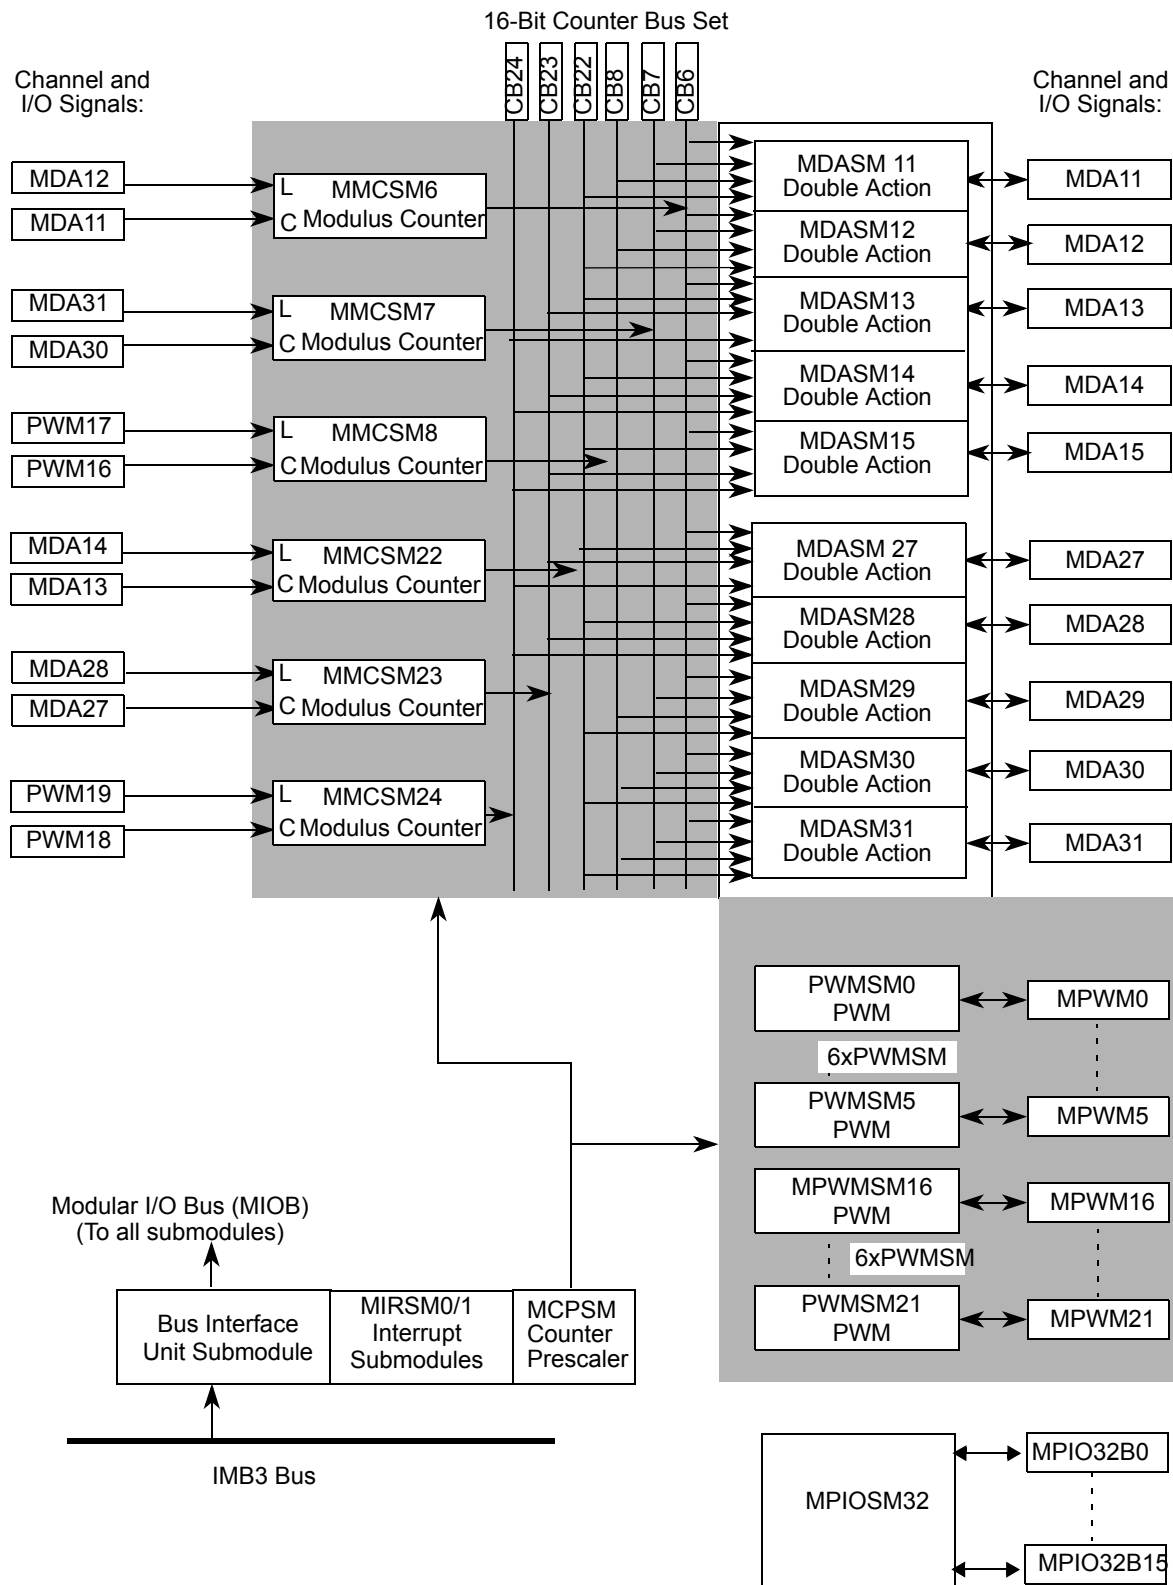 16-Bit Counter Bus Set
CB24
CB23
CB22
CB8
CB7
CB6
Channel and
I/O Signals:
Channel and
I/O Signals:
MDA12
MDA11
L
C
MMCSM6
Modulus Counter
MDA31
MDA30
L
C
MMCSM7
Modulus Counter
PWM17
PWM16
L
C
MMCSM8
Modulus Counter
MDA14
MDA13
L
C
MMCSM22
Modulus Counter
MDA28
MDA27
L
C
MMCSM23
Modulus Counter
PWM19
PWM18
L
C
MMCSM24
Modulus Counter
MDASM 11
Double Action
MDA11
MDASM12
Double Action
MDA12
MDASM13
Double Action
MDA13
MDASM14
Double Action
MDA14
MDASM15
Double Action
MDA15
MDASM 27
Double Action
MDA27
MDASM28
Double Action
MDA28
MDASM29
Double Action
MDA29
MDASM30
Double Action
MDA30
MDASM31
Double Action
MDA31
PWMSM0
PWM
MPWM0
6xPWMSM
PWMSM5
PWM
MPWM5
MPWMSM16
PWM
MPWM16
6xPWMSM
PWMSM21
PWM
MPWM21
Modular I/O Bus (MIOB)
(To all submodules)
Bus Interface
Unit Submodule
MIRSM0/1
Interrupt
Submodules
MCPSM
Counter
Prescaler
IMB3 Bus
MPIOSM32
MPIO32B0
MPIO32B15